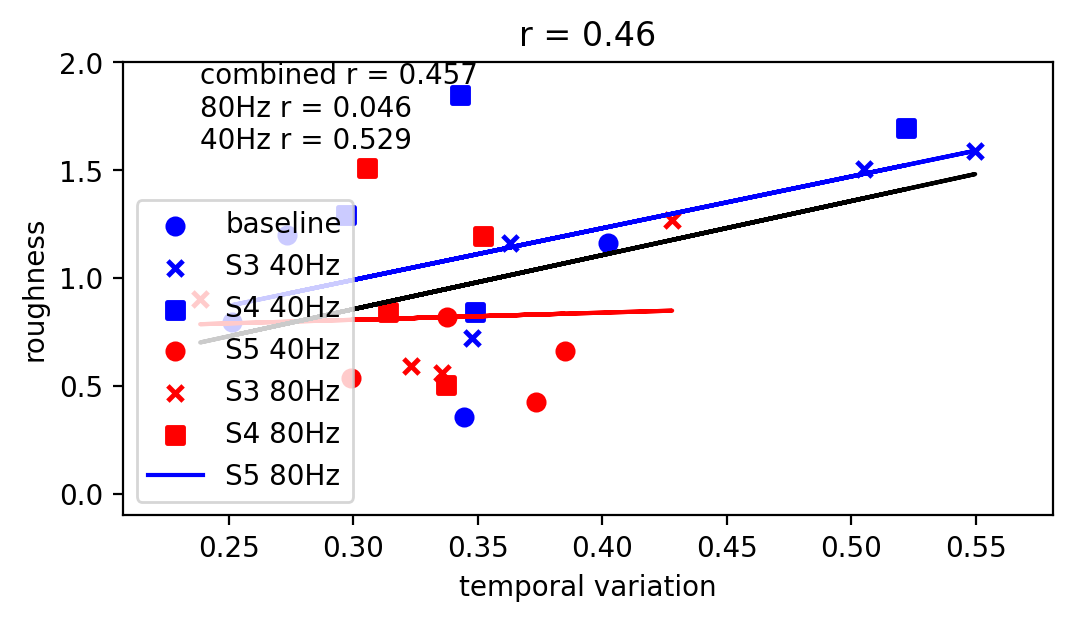 r = 0.46
combined r = 0.457
80Hz r = 0.046
40Hz r = 0.529
baseline
S3 40Hz
S4 40Hz
S5 40Hz
S3 80Hz
S4 80Hz
S5 80Hz
roughness
2.0
1.5
1.0
0.5
0.0
0.25 0.30 0.35 0.40 0.45 0.50 0.55
temporal variation